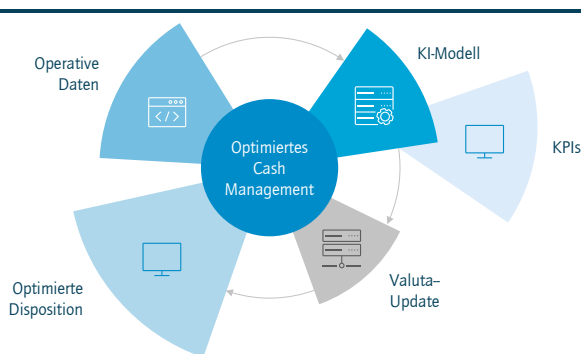 Operative
Daten
KI-Modell
Optimiertes
Cash
Management
KPIs
Optimierte
Disposition
Valuta–
Update